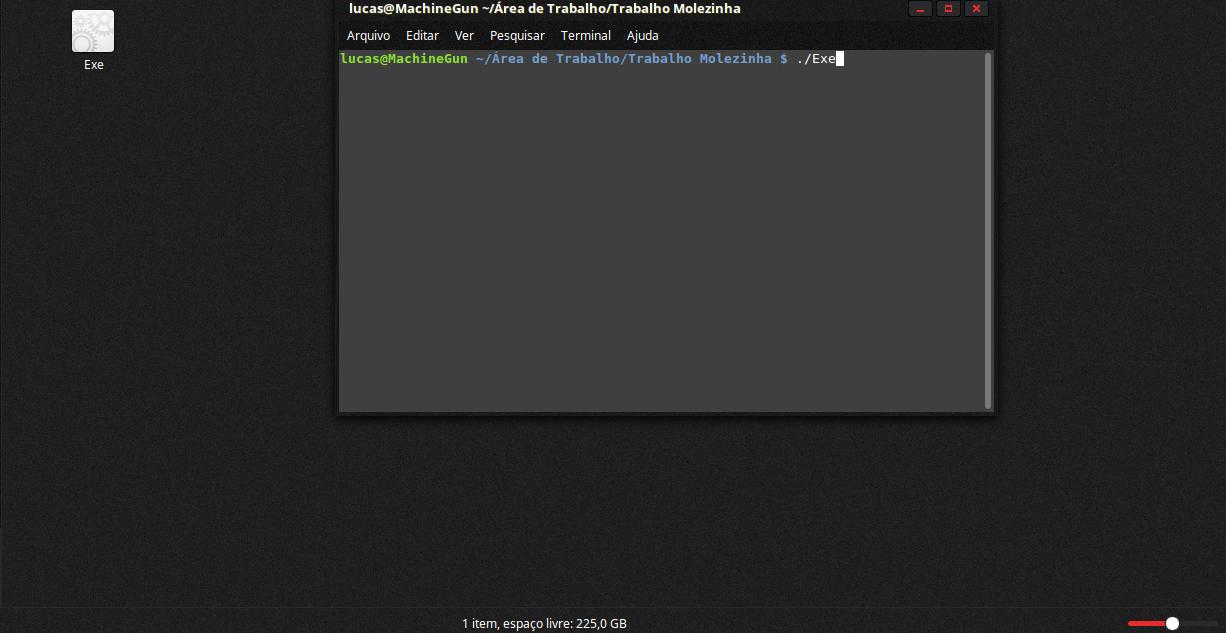 lucas@MachineGun ~/Área de Trabalho/Trabalho Molezinha
Arquivo Editar Ver Pesquisar Terminal Ajuda
lucas@MachineGun ~/Área de Trabalho/Trabalho Molezinha $ ./Exe
Exe
1 item, espaço livre: 225,0 GB